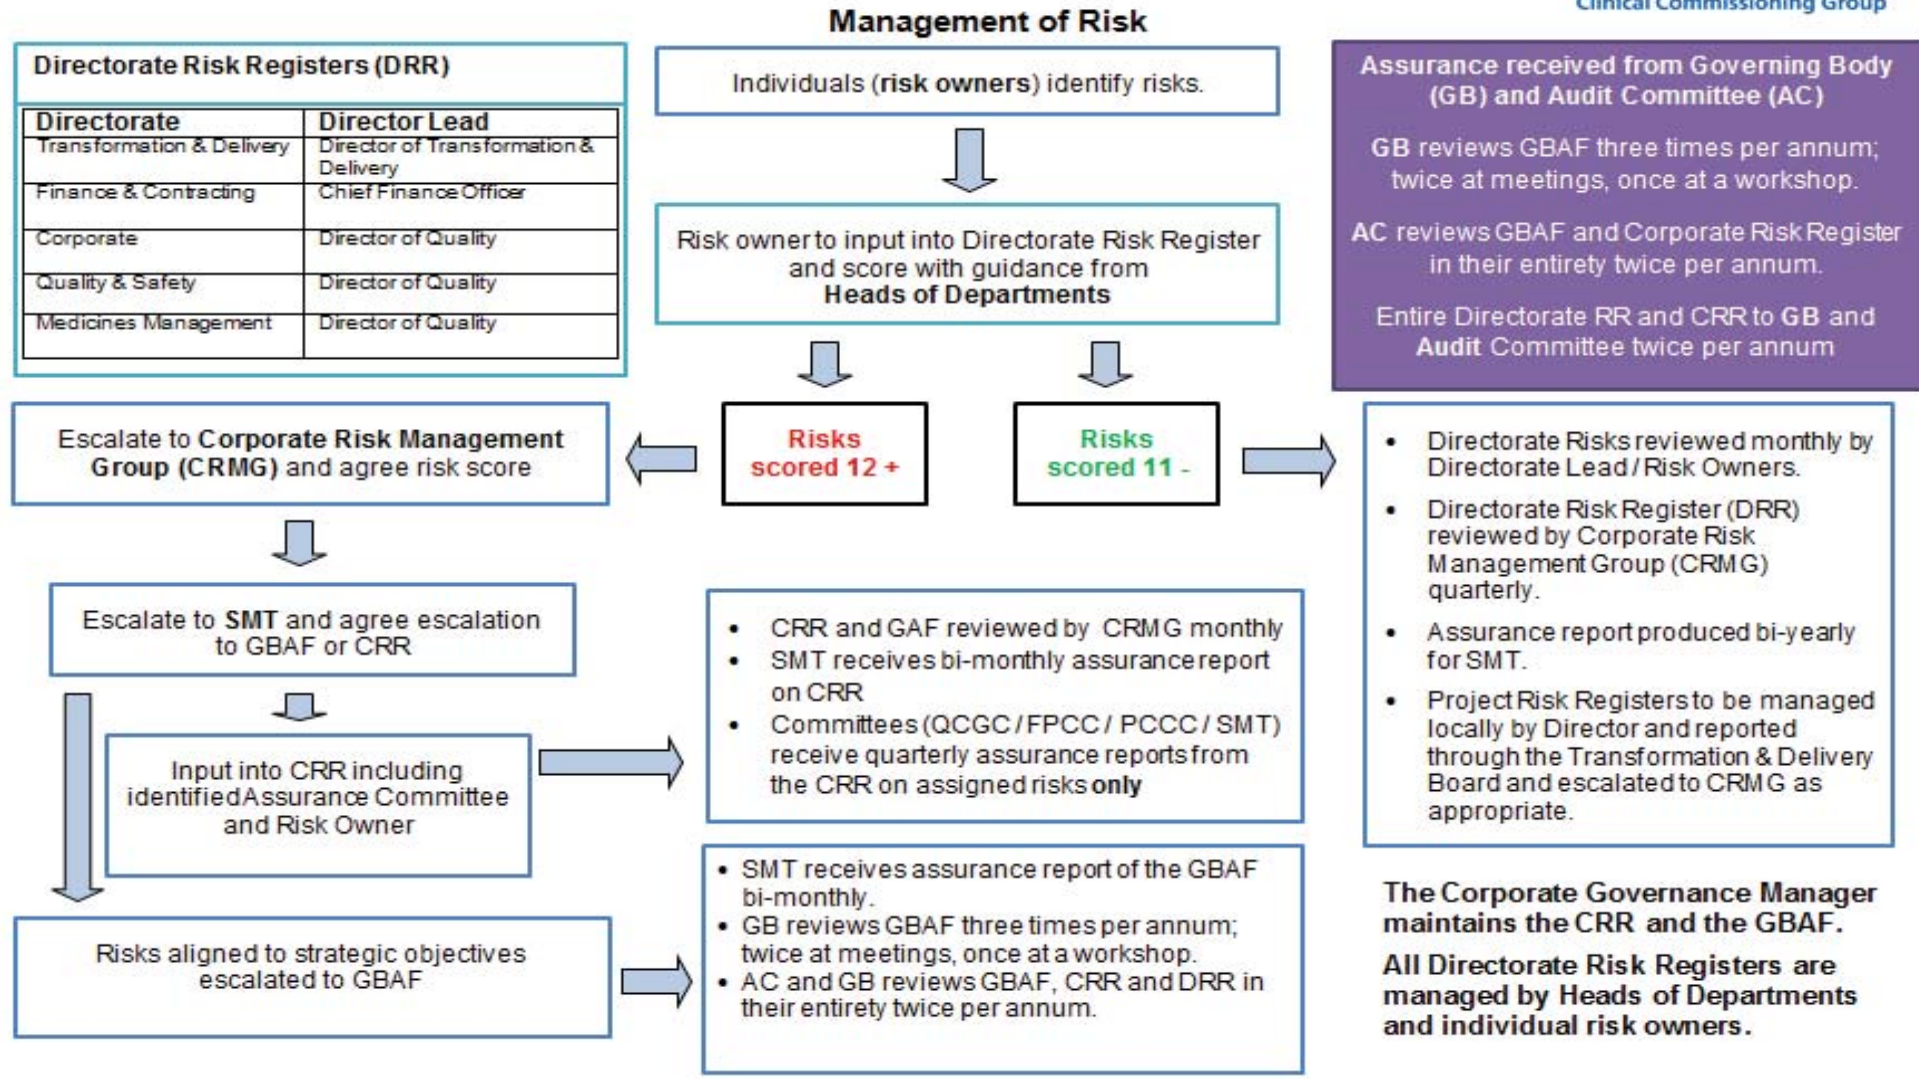 Clinical Commissioning Group
Management of Risk
Directorate Risk Registers (DRR)
Directorate
Director Lead
Transformation & Delivery
Director of Transformation &
Delivery
Finance & Contracting
Chief Finance Officer
Corporate
Director of Quality
Quality & Safety
Director of Quality
Medicines Management
Director of Quality
Individuals (risk owners) identify risks.
Risk owner to input into Directorate Risk Register
and score with guidance from
Heads of Departments
Assurance received from Governing Body
(GB) and Audit Committee (AC)
GB reviews GBAF three times per annum;
twice at meetings, once at a workshop.
AC reviews GBAF and Corporate Risk Register
in their entirety twice per annum.
Entire Directorate RR and CRR to GB and
Audit Committee twice per annum
Escalate to Corporate Risk Management
Group (CRMG) and agree risk score
Risks
scored 12 +
Risks
scored 11 -
• Directorate Risks reviewed monthly by
Directorate Lead / Risk Owners.
• Directorate Risk Register (DRR)
reviewed by Corporate Risk
Management Group (CRMG)
quarterly.
• Assurance report produced bi-yearly
for SMT.
• Project Risk Registers to be managed
locally by Director and reported
through the Transformation & Delivery
Board and escalated to CRMG as
appropriate.
Escalate to SMT and agree escalation
to GBAF or CRR
• CRR and GAF reviewed by CRMG monthly
• SMT receives bi-monthly assurance report
on CRR
• Committees (QCGC / FPCC / PCCC / SMT)
receive quarterly assurance reports from
the CRR on assigned risks only
Input into CRR including
identified Assurance Committee
and Risk Owner
• SMT receives assurance report of the GBAF
bi-monthly.
• GB reviews GBAF three times per annum;
twice at meetings, once at a workshop.
• AC and GB reviews GBAF, CRR and DRR in
their entirety twice per annum.
Risks aligned to strategic objectives
escalated to GBAF
The Corporate Governance Manager
maintains the CRR and the GBAF.
All Directorate Risk Registers are
managed by Heads of Departments
and individual risk owners.